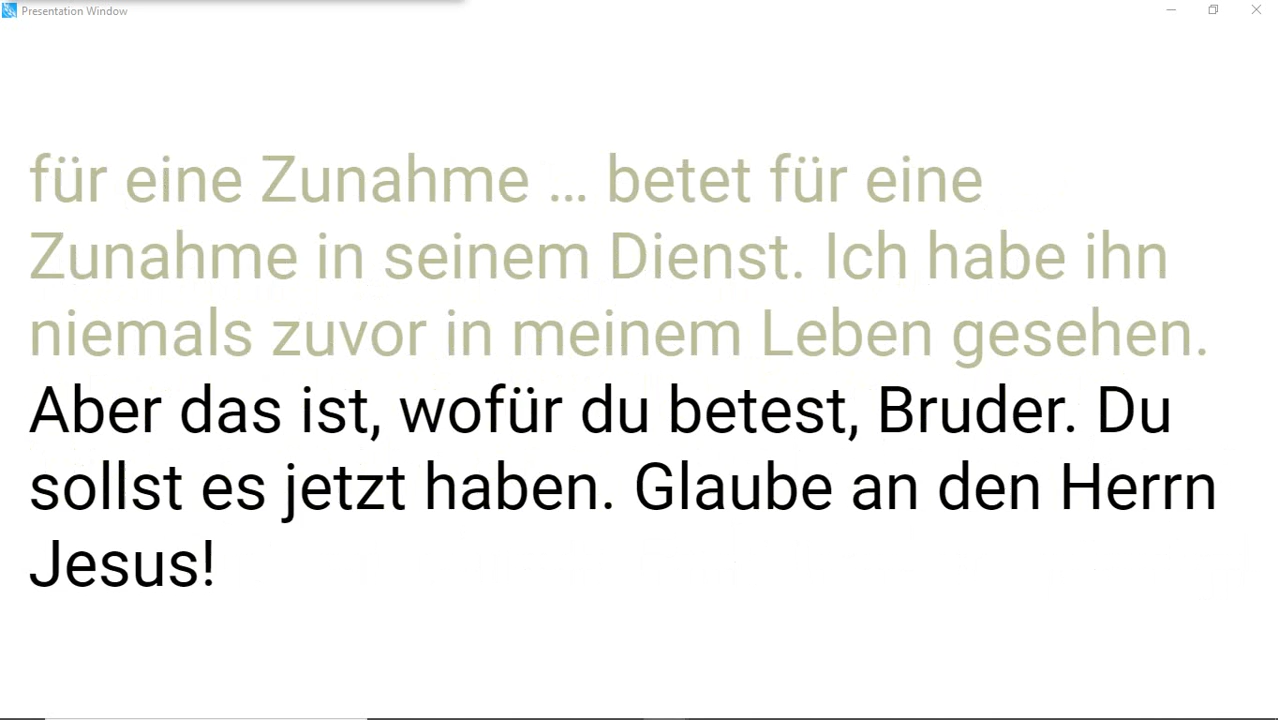 Presentation Window
für eine Zunahme ... betet für eine
Zunahme in seinem Dienst. Ich habe ihn
niemals zuvor in meinem Leben gesehen.
Aber das ist, wofür du betest, Bruder. Du
sollst es jetzt haben. Glaube an den Herrn
Jesus!